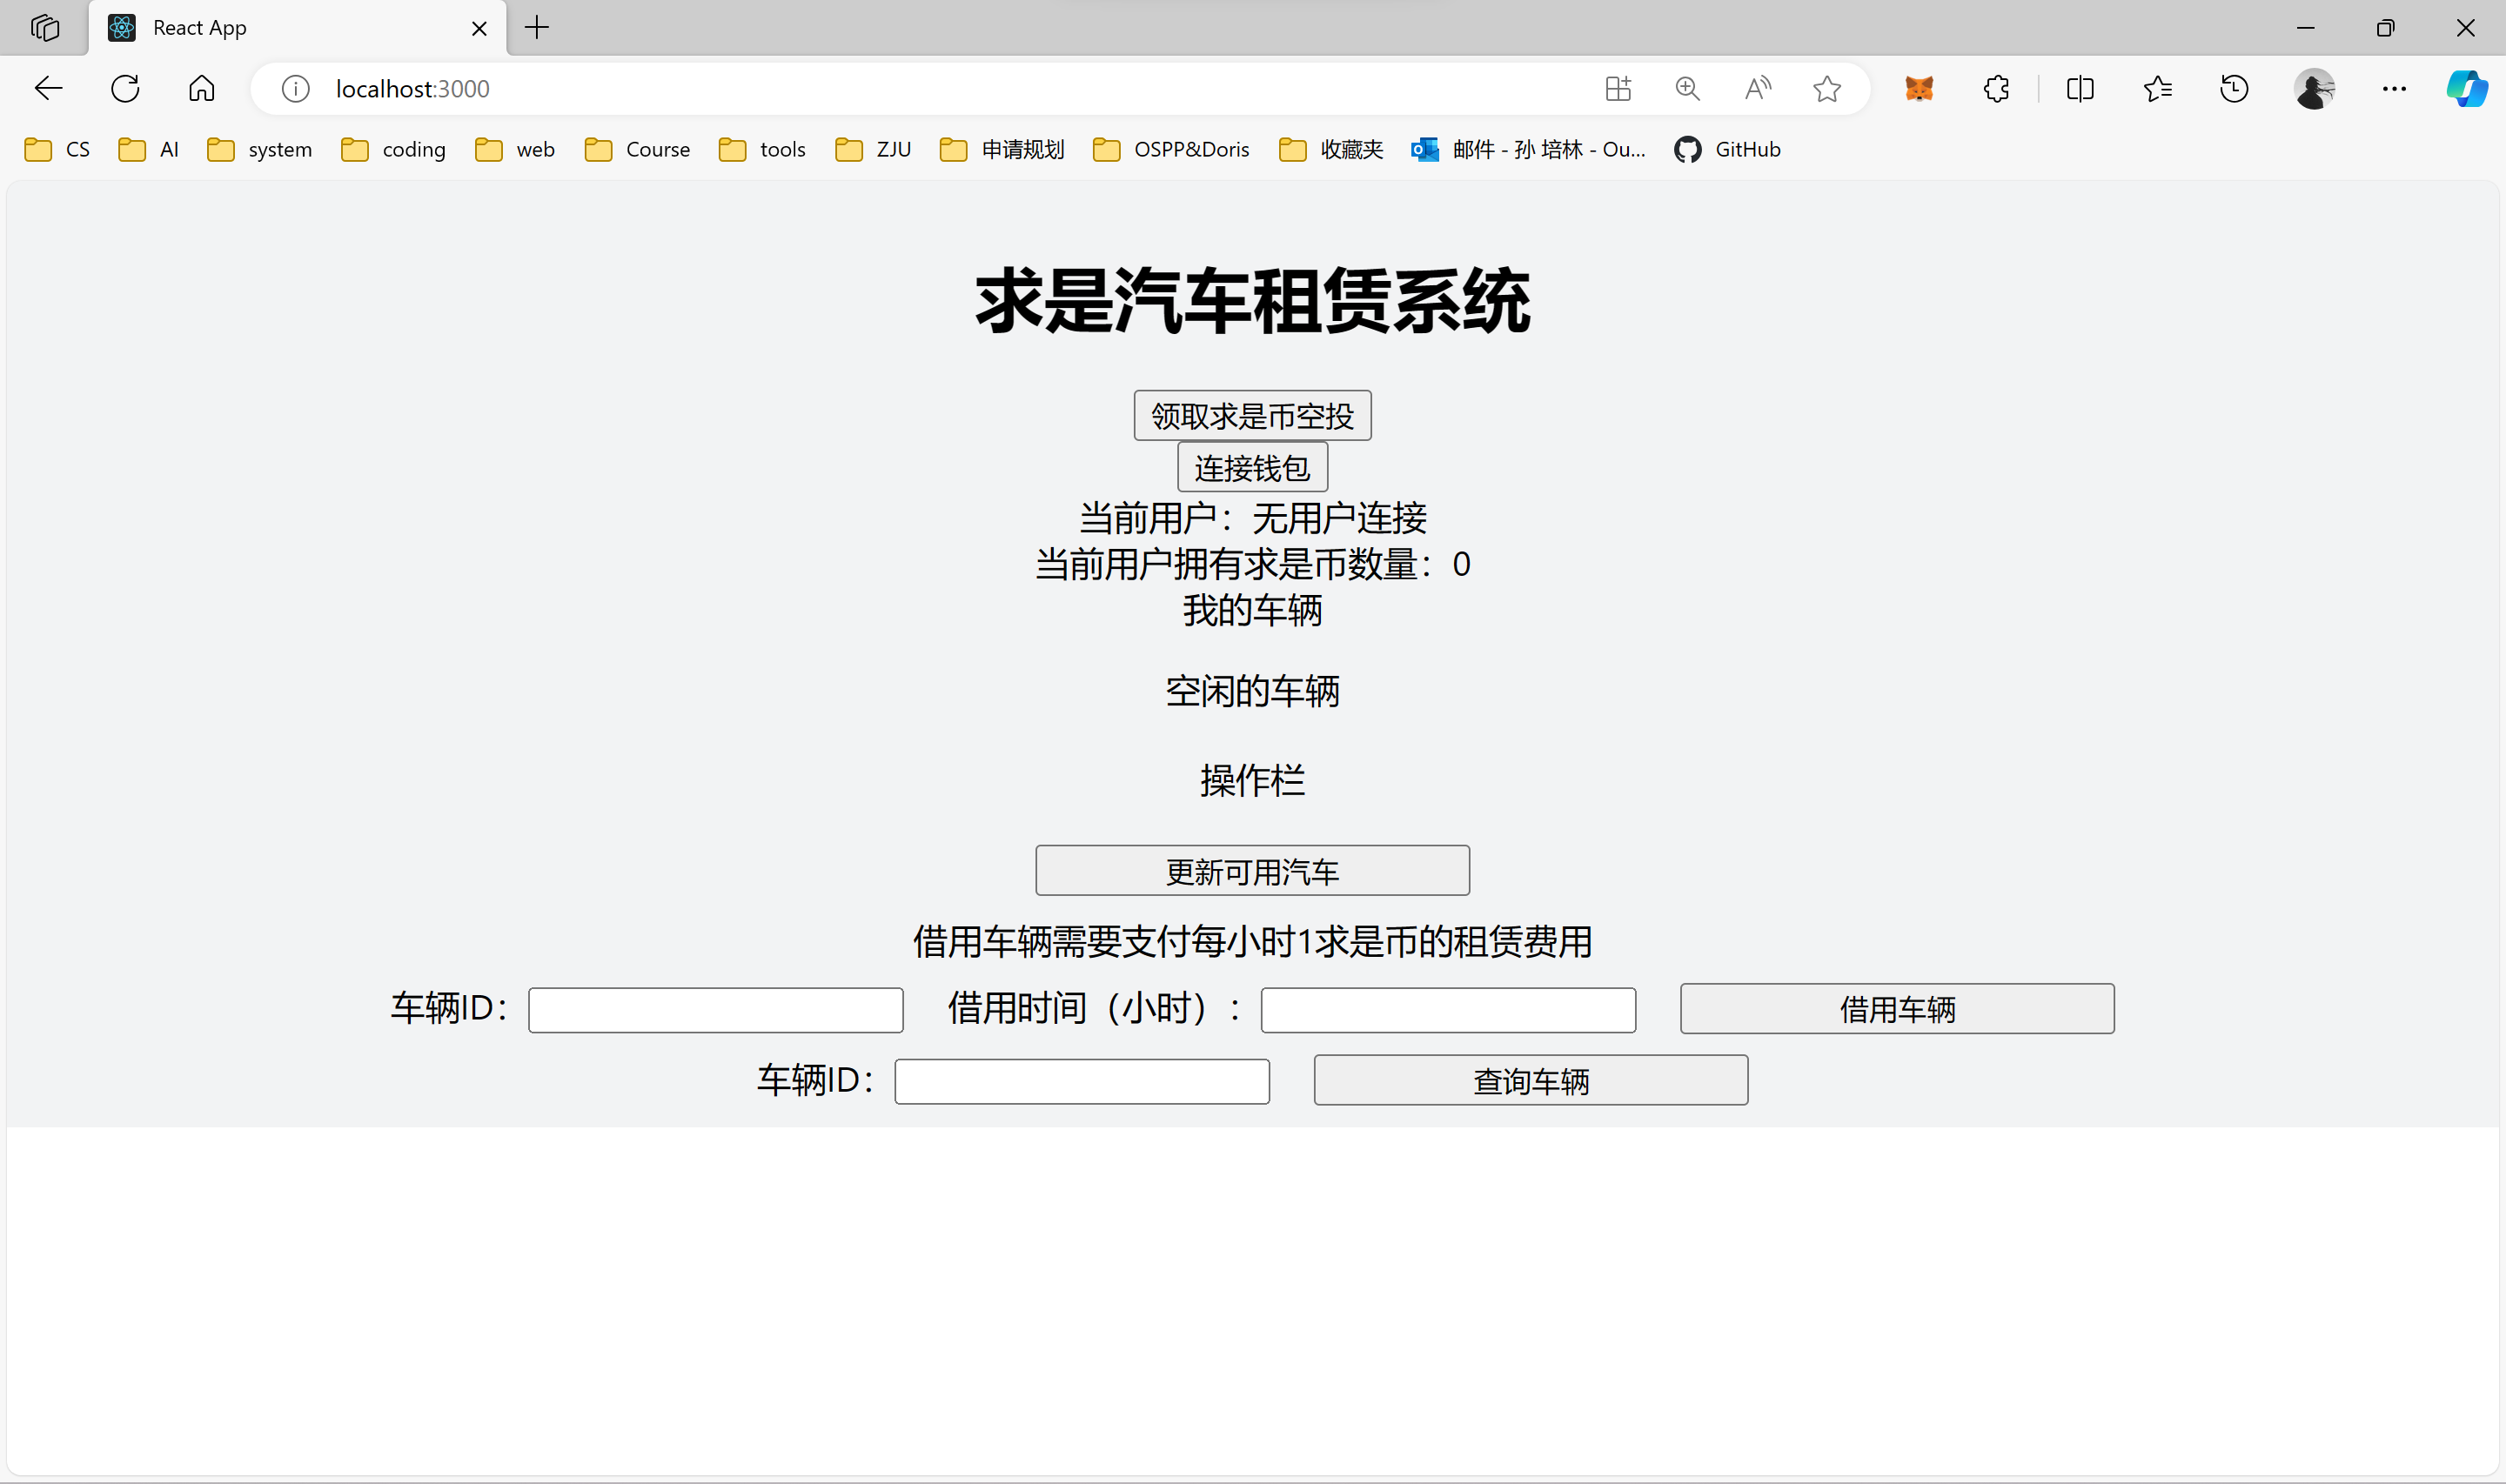 React App
localhost:3000
CS AI system coding web Course tools ZJU 申请规划 OSPP&Doris 收藏夹 邮件 - 孙 培林 - Ou... GitHub
求是汽车租赁系统
领取求是币空投
连接钱包
当前用户：无用户连接
当前用户拥有求是币数量：0
我的车辆
空闲的车辆
操作栏
更新可用汽车
借用车辆需要支付每小时1求是币的租赁费用
车辆ID： 借用时间（小时）： 借用车辆
车辆ID： 查询车辆